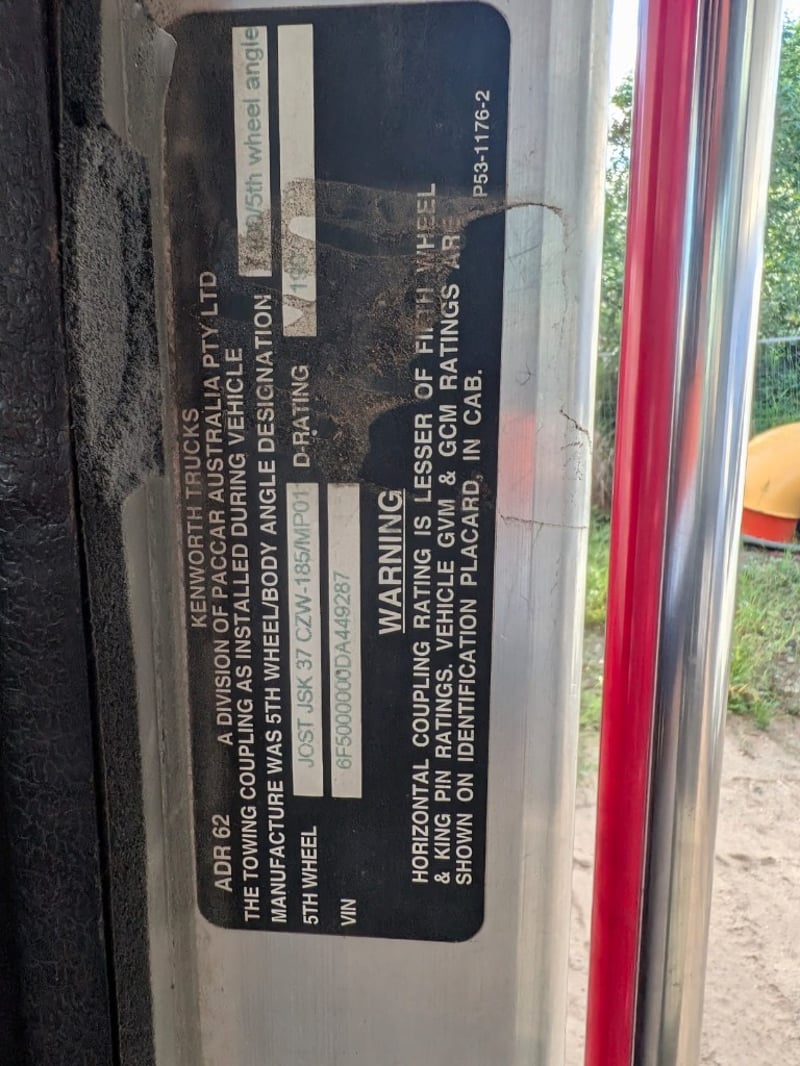 KENWORTH TRUCKS
ADR 62 A DIVISION OF PACCAR AUSTRALIA PTY LTD
THE TOWING COUPLING AS INSTALLED DURING VEHICLE
MANUFACTURE WAS 5TH WHEEL/BODY ANGLE DESIGNATION /5th wheel angle
5TH WHEEL JOST JSK 37 CZW-185/MP01 D-RATING
VIN 6F5000000DA449287
WARNING
HORIZONTAL COUPLING RATING IS LESSER OF FIFTH WHEEL
& KING PIN RATINGS. VEHICLE GVM & GCM RATINGS ARE
SHOWN ON IDENTIFICATION PLACARD, IN CAB.
P53-1176-2